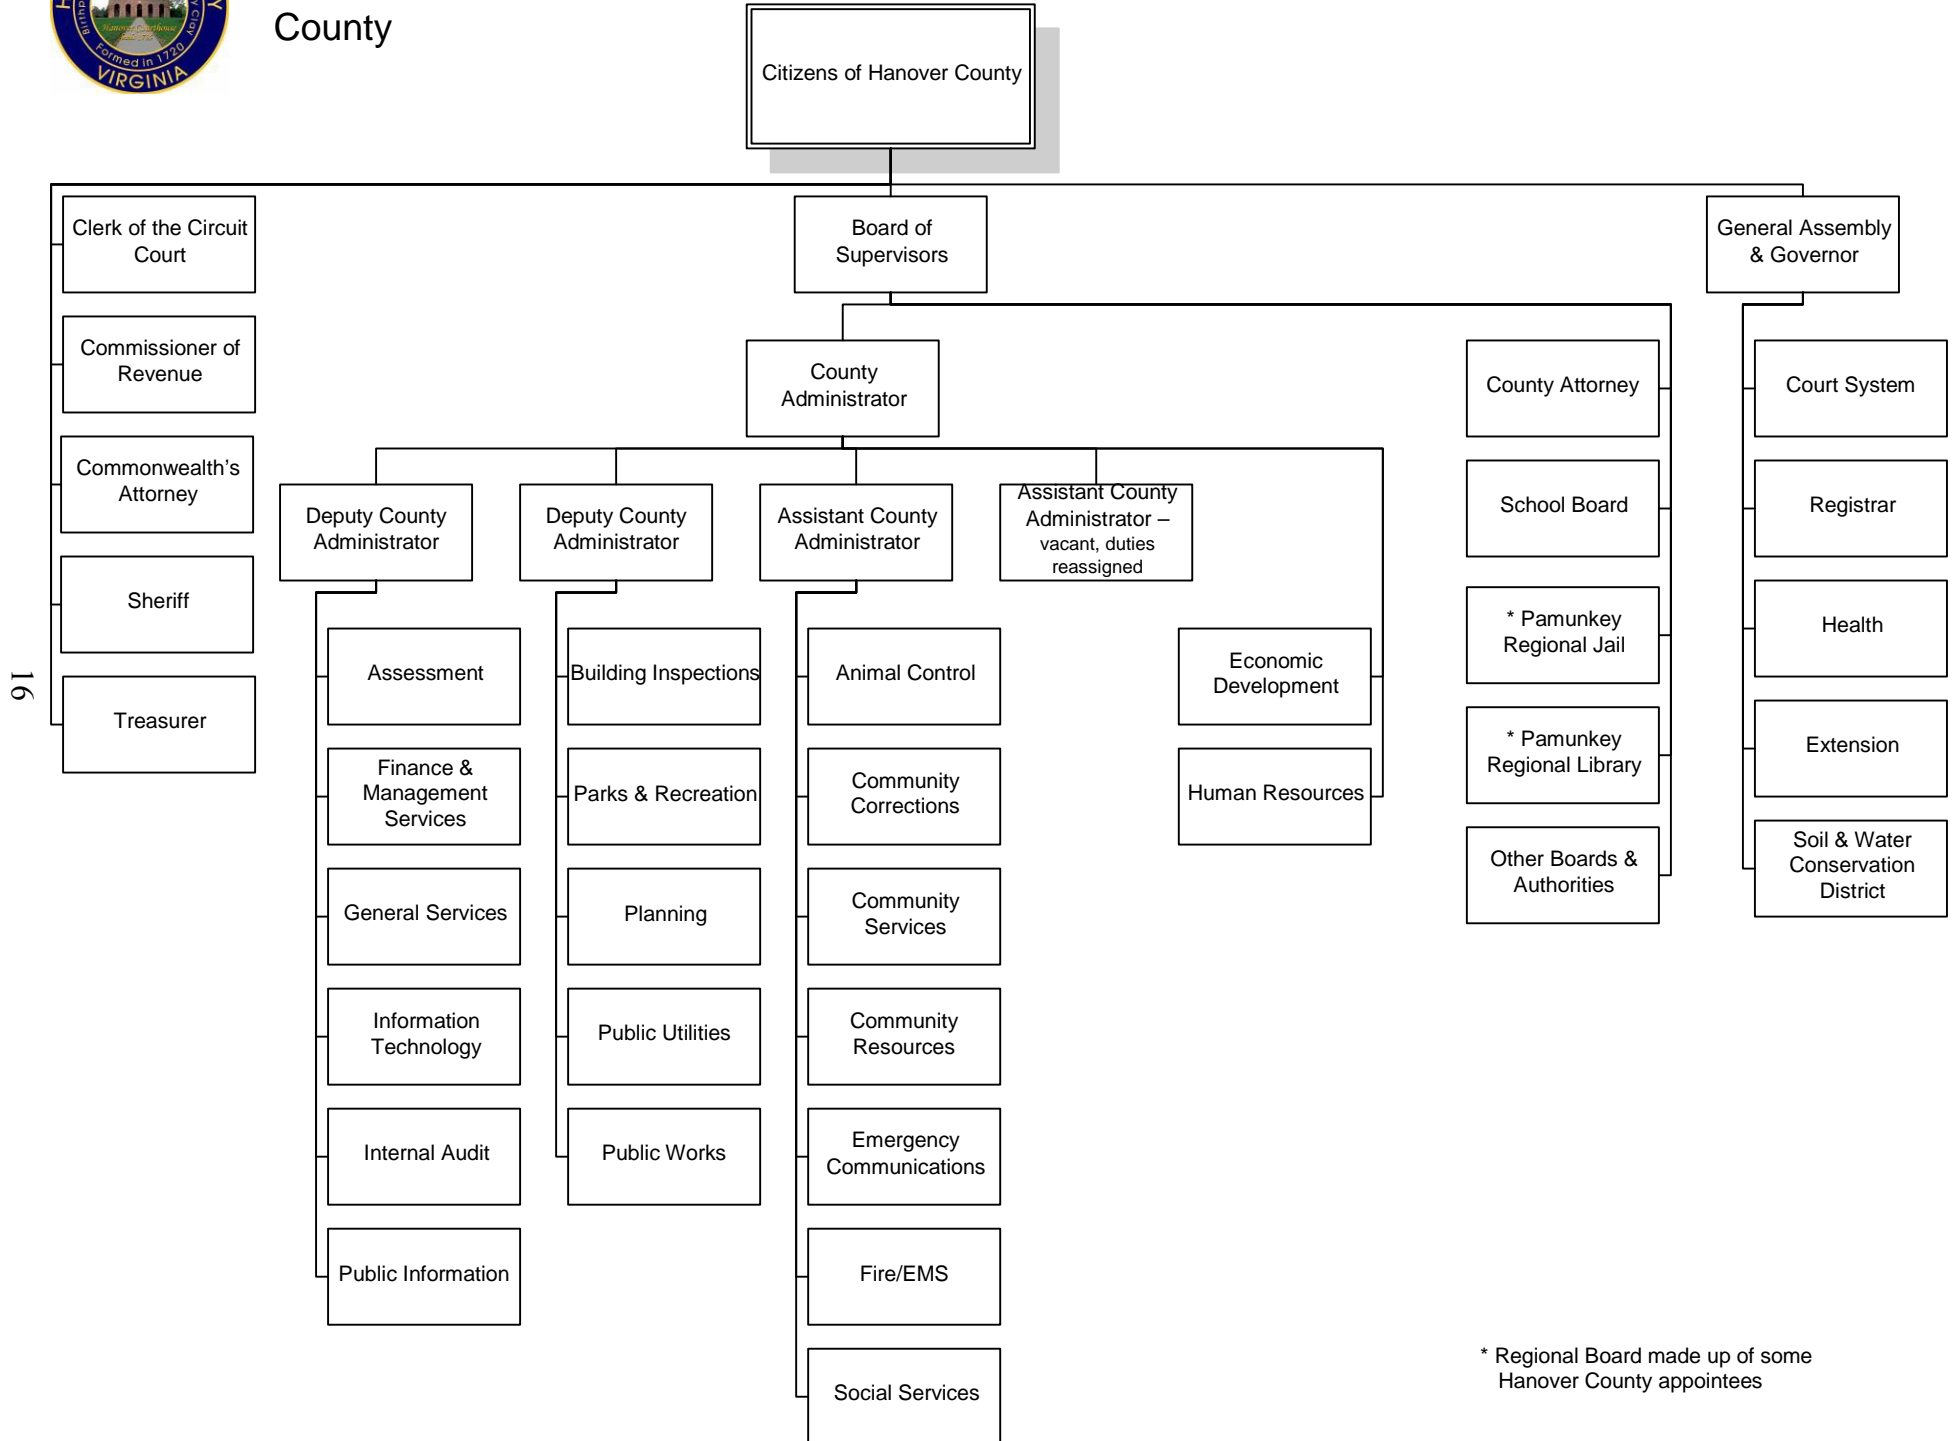 Hanover Courthouse
Formed in 1720
VIRGINIA
County
Citizens of Hanover County
Clerk of the Circuit
Court
Board of
Supervisors
General Assembly
& Governor
Commissioner of
Revenue
Commonwealth's
Attorney
Sheriff
Treasurer
County
Administrator
Deputy County
Administrator
Deputy County
Administrator
Assistant County
Administrator
Assistant County
Administrator –
vacant, duties
reassigned
Assessment
Finance &
Management
Services
General Services
Information
Technology
Internal Audit
Public Information
Building Inspections
Parks & Recreation
Planning
Public Utilities
Public Works
Animal Control
Community
Corrections
Community
Services
Community
Resources
Emergency
Communications
Fire/EMS
Social Services
Economic
Development
Human Resources
County Attorney
School Board
* Pamunkey
Regional Jail
* Pamunkey
Regional Library
Other Boards &
Authorities
Court System
Registrar
Health
Extension
Soil & Water
Conservation
District
* Regional Board made up of some
Hanover County appointees
16